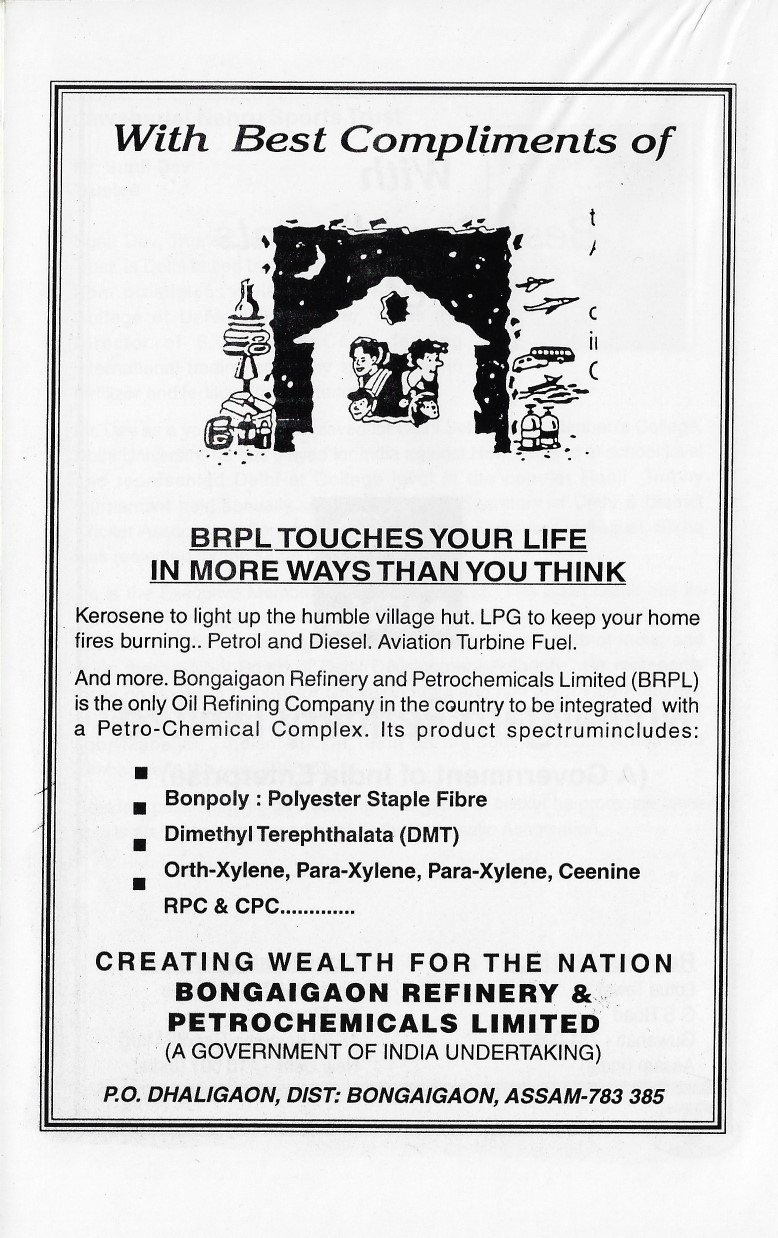 With Best Compliments of
BRPL TOUCHES YOUR LIFE
IN MORE WAYS THAN YOU THINK
Kerosene to light up the humble village hut. LPG to keep your home
fires burning.. Petrol and Diesel. Aviation Turbine Fuel.
And more. Bongaigaon Refinery and Petrochemicals Limited (BRPL)
is the only Oil Refining Company in the country to be integrated with
a Petro-Chemical Complex. Its product spectrumincludes:
■ Bonpoly : Polyester Staple Fibre
■ Dimethyl Terephthalata (DMT)
■ Orth-Xylene, Para-Xylene, Para-Xylene, Ceenine
■ RPC & CPC.............
CREATING WEALTH FOR THE NATION
BONGAIGAON REFINERY &
PETROCHEMICALS LIMITED
(A GOVERNMENT OF INDIA UNDERTAKING)
P.O. DHALIGAON, DIST: BONGAIGAON, ASSAM-783 385